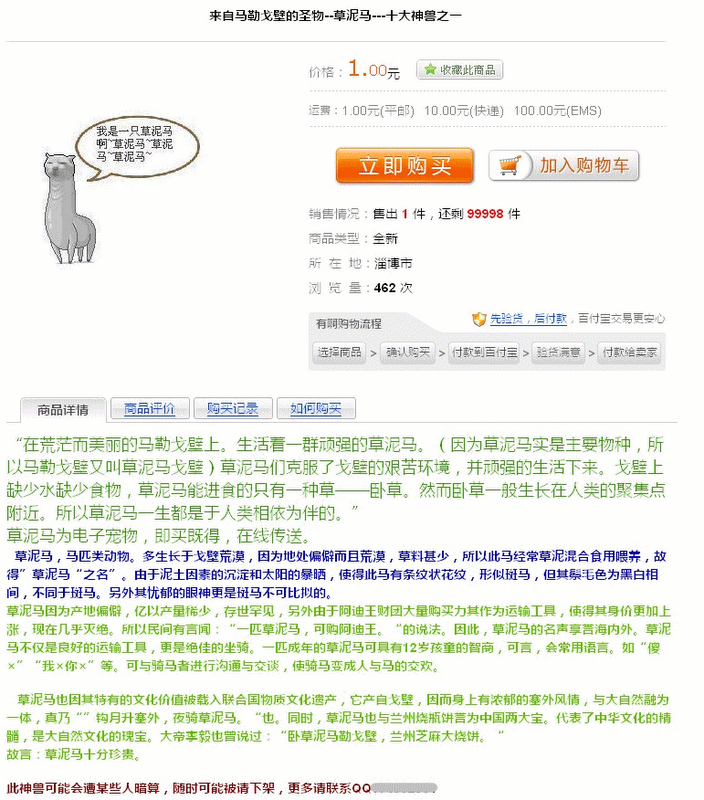 来自马勒戈壁的圣物--草泥马---十大神兽之一
价格：1.00元 收藏此商品
运费：1.00元(平邮) 10.00元(快递) 100.00元(EMS)
我是一只草泥马
啊~草泥马~草泥
马~草泥马~
立即购买 加入购物车
销售情况：售出 1 件，还剩 99998 件
商品类型：全新
所 在 地：淄博市
浏 览 量：462 次
有啊购物流程 先验货，后付款，百付宝交易更安心
选择商品 > 确认购买 > 付款到百付宝 > 验货满意 > 付款给卖家
商品详情 商品评价 购买记录 如何购买
“在荒茫而美丽的马勒戈壁上。生活着一群顽强的草泥马。（因为草泥马实是主要物种，所
以马勒戈壁又叫草泥马戈壁）草泥马们克服了戈壁的艰苦环境，并顽强的生活下来。戈壁上
缺少水缺少食物，草泥马能进食的只有一种草——卧草。然而卧草一般生长在人类的聚集点
附近。所以草泥马一生都是于人类相依为伴的。”
草泥马为电子宠物，即买既得，在线传送。
草泥马，马匹类动物。多生长于戈壁荒漠，因为地处偏僻而且荒漠，草料甚少，所以此马经常草泥混合食用喂养，故
得”草泥马“之名”。由于泥土因素的沉淀和太阳的暴晒，使得此马有条纹状花纹，形似斑马，但其鬃毛色为黑白相
间，不同于斑马。另外其忧郁的眼神更是斑马不可比拟的。
草泥马因为产地偏僻，亿以产量稀少，存世罕见，另外由于阿迪王财团大量购买力其作为运输工具，使得其身价更加上
涨，现在几乎灭绝。所以民间有言闻：“一匹草泥马，可购阿迪王。“的说法。因此，草泥马的名声享誉海内外。草泥
马不仅是良好的运输工具，更是绝佳的坐骑。一匹成年的草泥马可具有12岁孩童的智商，可言，会常用语言。如“傻
×”“我×你×”等。可与骑马者进行沟通与交谈，使骑马变成人与马的交欢。
草泥马也因其特有的文化价值被载入联合国物质文化遗产，它产自戈壁，因而身上有浓郁的塞外风情，与大自然融为
一体，真乃““钩月升塞外，夜骑草泥马。“也。同时，草泥马也与兰州烧瓶饼言为中国两大宝。代表了中华文化的精
髓，是大自然文化的瑰宝。大帝李毅也曾说过：“卧草泥马勒戈壁，兰州芝麻大烧饼。“
故言：草泥马十分珍贵。
此神兽可能会遭某些人暗算，随时可能被请下架，更多请联系QQ